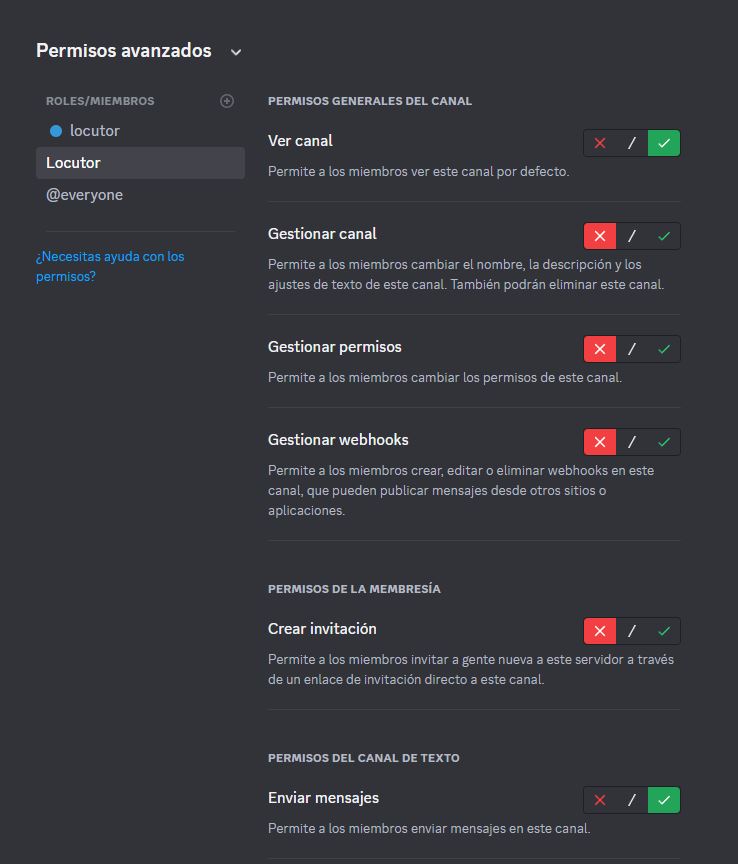 Permisos avanzados
ROLES/MIEMBROS
locutor
Locutor
@everyone
¿Necesitas ayuda con los
permisos?
PERMISOS GENERALES DEL CANAL
Ver canal
Permite a los miembros ver este canal por defecto.
Gestionar canal
Permite a los miembros cambiar el nombre, la descripción y los
ajustes de texto de este canal. También podrán eliminar este canal.
Gestionar permisos
Permite a los miembros cambiar los permisos de este canal.
Gestionar webhooks
Permite a los miembros crear, editar o eliminar webhooks en este
canal, que pueden publicar mensajes desde otros sitios o
aplicaciones.
PERMISOS DE LA MEMBRESÍA
Crear invitación
Permite a los miembros invitar a gente nueva a este servidor a través
de un enlace de invitación directo a este canal.
PERMISOS DEL CANAL DE TEXTO
Enviar mensajes
Permite a los miembros enviar mensajes en este canal.